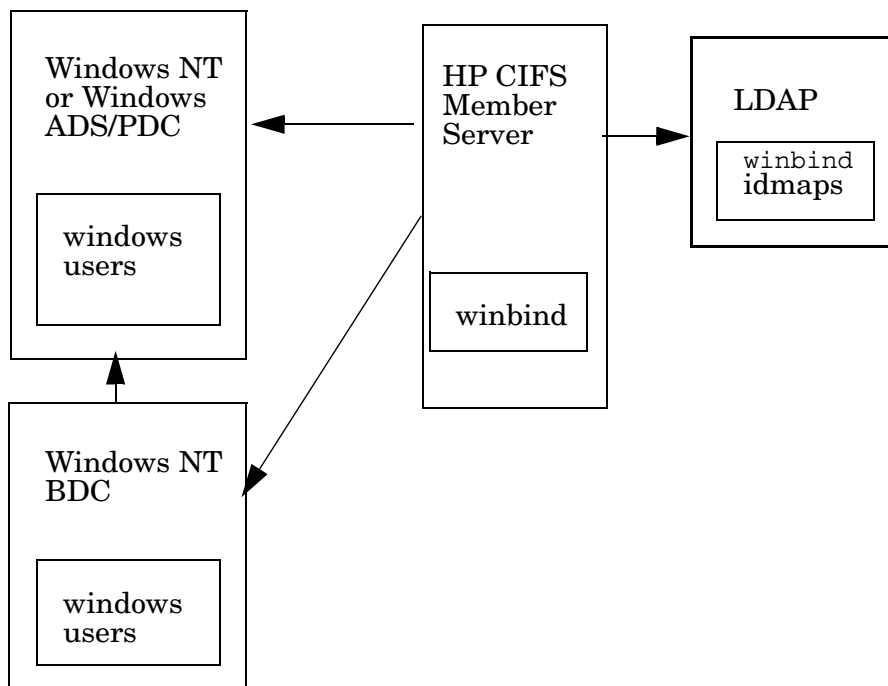 Windows NT
or Windows
ADS/PDC
windows
users
HP CIFS
Member
Server
winbind
LDAP
winbind
idmaps
Windows NT
BDC
windows
users